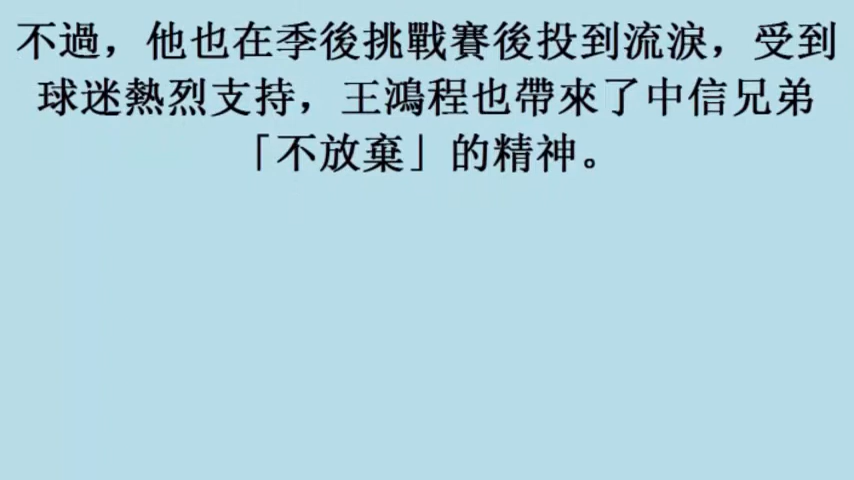 不過，他也在季後挑戰賽後投到流淚，受到
球迷熱烈支持，王鴻程也帶來了中信兄弟
「不放棄」的精神。